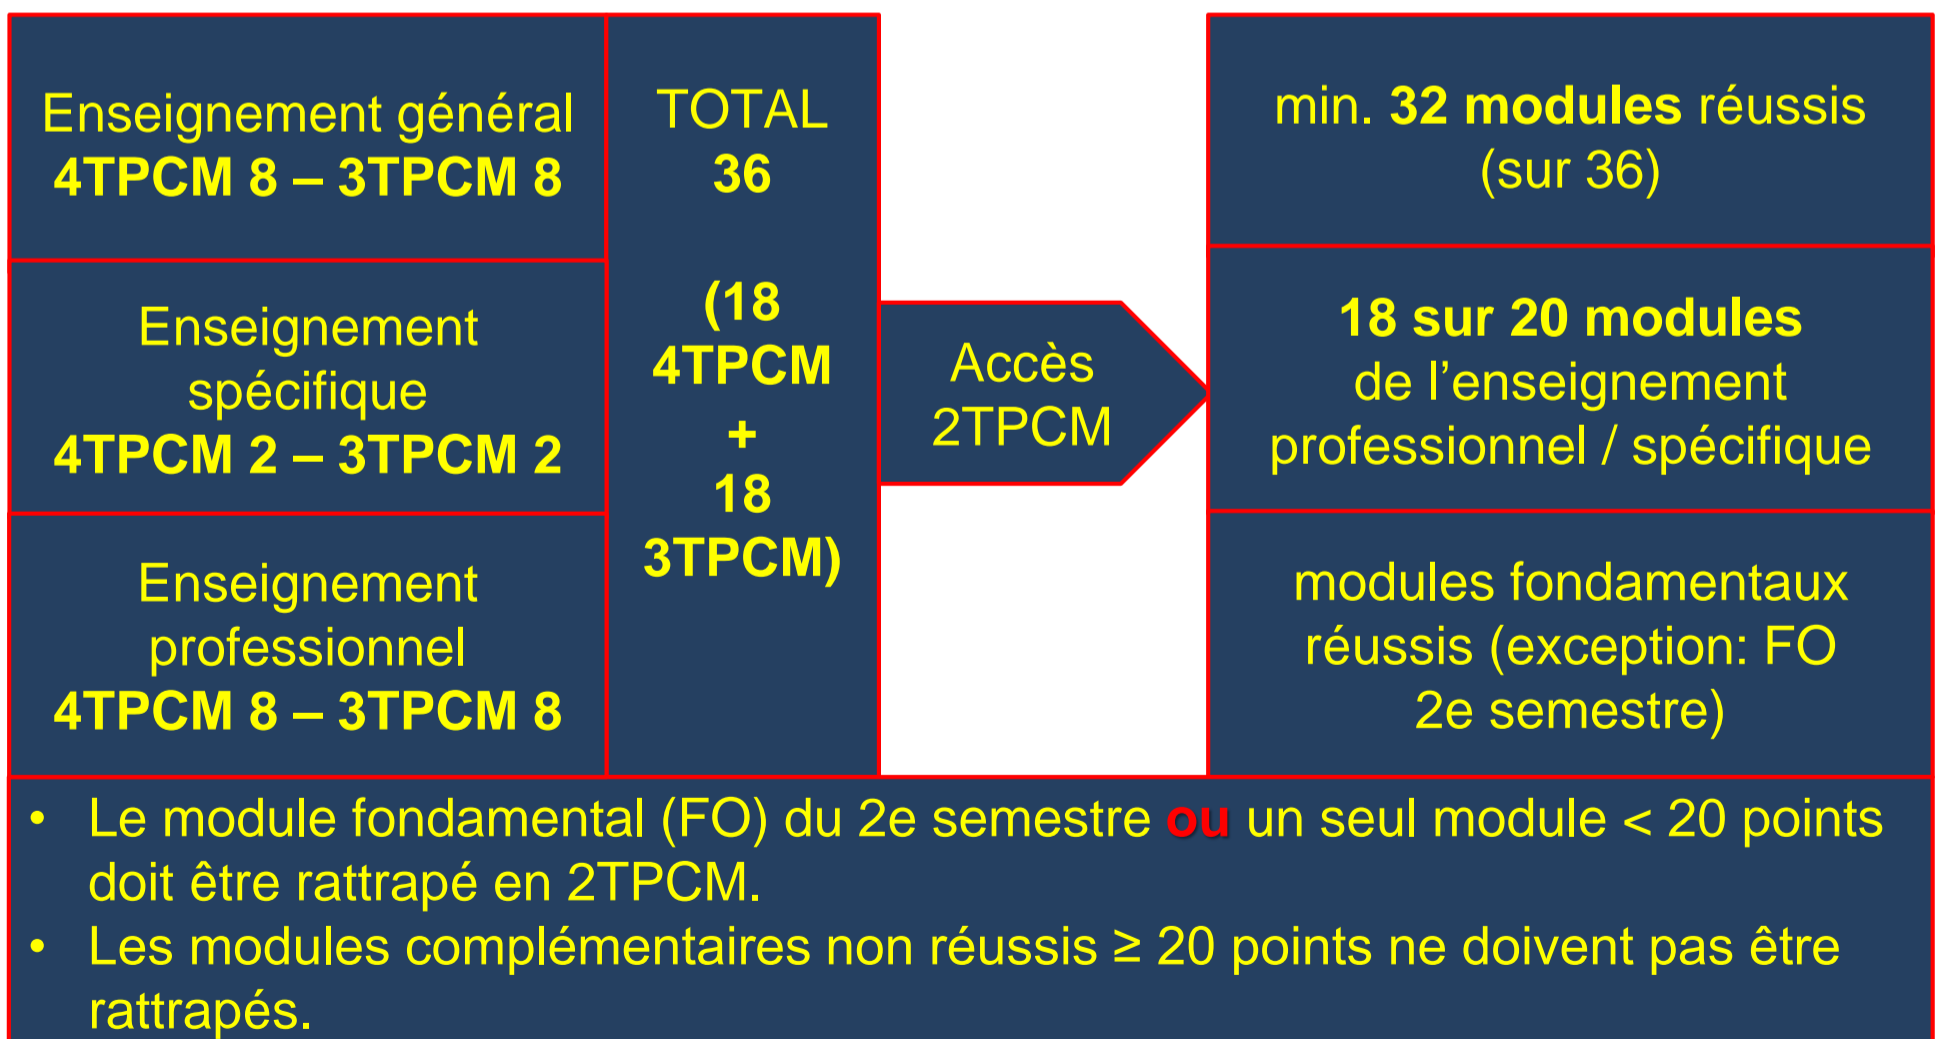 Enseignement général
4TPCM 8 – 3TPCM 8
Enseignement
spécifique
4TPCM 2 – 3TPCM 2
Enseignement
professionnel
4TPCM 8 – 3TPCM 8
TOTAL
36
(18
4TPCM
+
18
3TPCM)
Accès
2TPCM
min. 32 modules réussis
(sur 36)
18 sur 20 modules
de l’enseignement
professionnel / spécifique
modules fondamentaux
réussis (exception: FO
2e semestre)
• Le module fondamental (FO) du 2e semestre ou un seul module < 20 points
doit être rattrapé en 2TPCM.
• Les modules complémentaires non réussis ≥ 20 points ne doivent pas être
rattrapés.